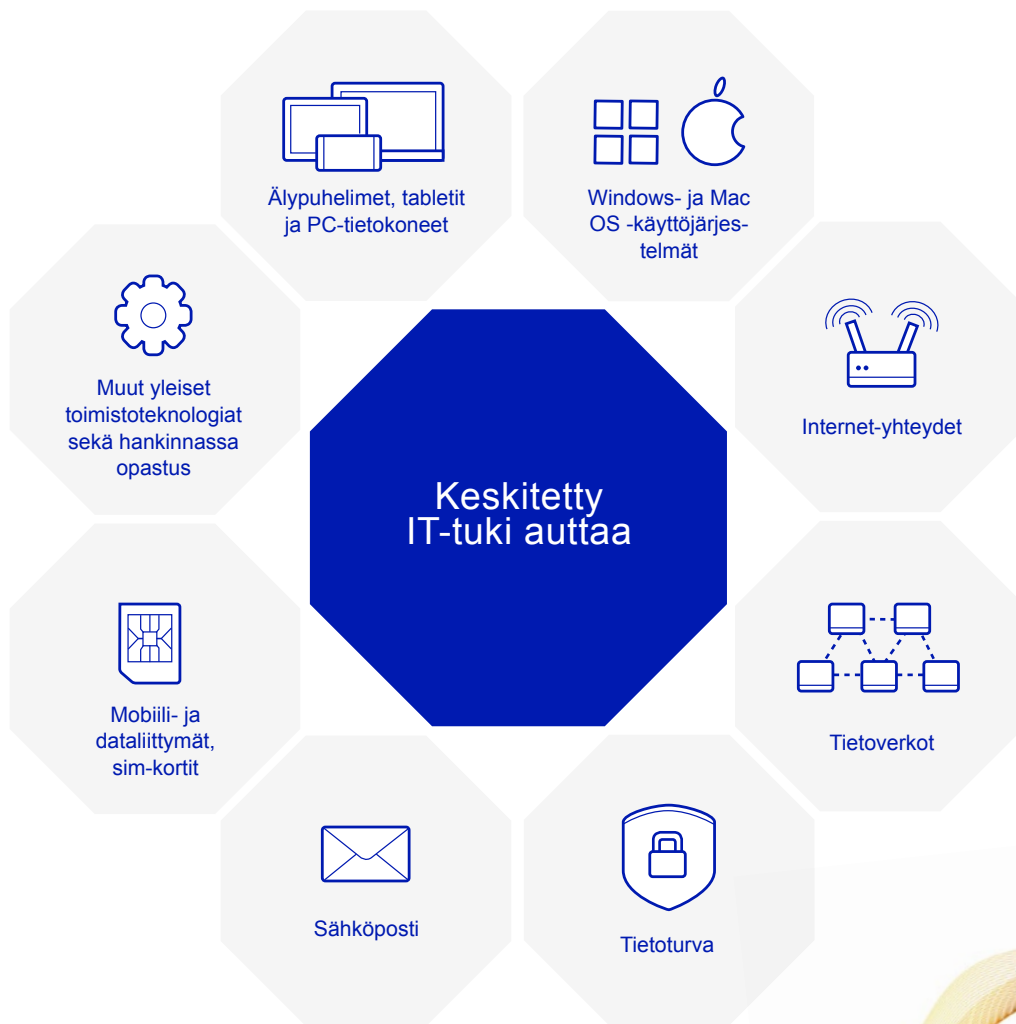 Älypuhelimet, tabletit
ja PC-tietokoneet
Windows- ja Mac
OS -käyttöjärjes-
telmät
Muut yleiset
toimistoteknologiat
sekä hankinnassa
opastus
Internet-yhteydet
Keskitetty
IT-tuki auttaa
Mobiili- ja
dataliittymät,
sim-kortit
Tietoverkot
Sähköposti
Tietoturva